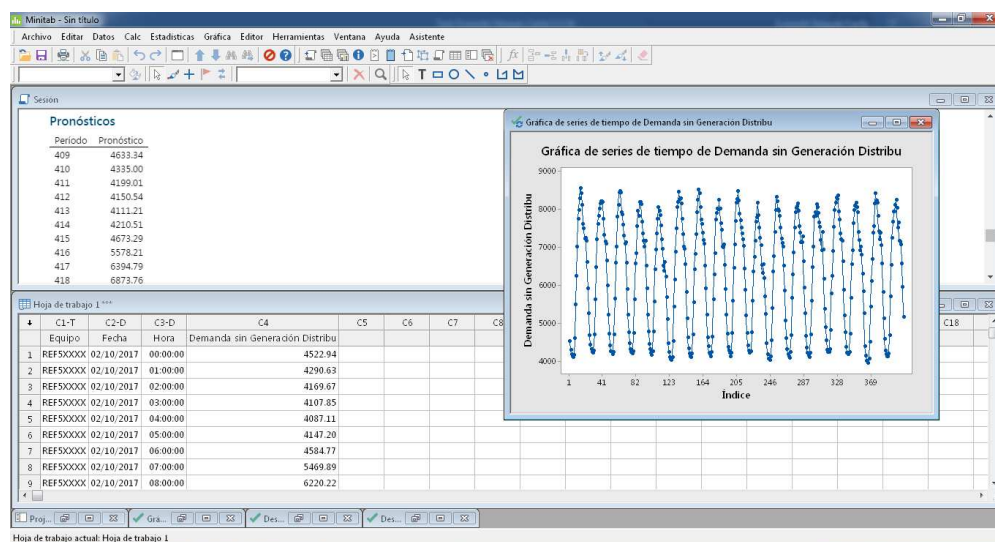 Minitab - Sin título
Archivo Editar Datos Calc Estadísticas Gráfica Editor Herramientas Ventana Ayuda Asistente
Sesión
Pronósticos
Período Pronóstico
409 4633.34
410 4335.00
411 4199.01
412 4150.54
413 4111.21
414 4210.51
415 4673.29
416 5578.21
417 6394.79
418 6873.76
Gráfica de series de tiempo de Demanda sin Generación Distribu
Gráfica de series de tiempo de Demanda sin Generación Distribu
Demanda sin Generación Distribu
9000
8000
7000
6000
5000
4000
1 41 82 123 164 205 246 287 328 369
Índice
Hoja de trabajo 1 ***
C1-T C2-D C3-D C4 C5 C6 C7 C8 C18
Equipo Fecha Hora Demanda sin Generación Distribu
1 REF5XXXX 02/10/2017 00:00:00 4522.94
2 REF5XXXX 02/10/2017 01:00:00 4290.63
3 REF5XXXX 02/10/2017 02:00:00 4169.67
4 REF5XXXX 02/10/2017 03:00:00 4107.85
5 REF5XXXX 02/10/2017 04:00:00 4087.11
6 REF5XXXX 02/10/2017 05:00:00 4147.20
7 REF5XXXX 02/10/2017 06:00:00 4584.77
8 REF5XXXX 02/10/2017 07:00:00 5469.89
9 REF5XXXX 02/10/2017 08:00:00 6220.22
Proj... Gra... Des... Des...
Hoja de trabajo actual: Hoja de trabajo 1